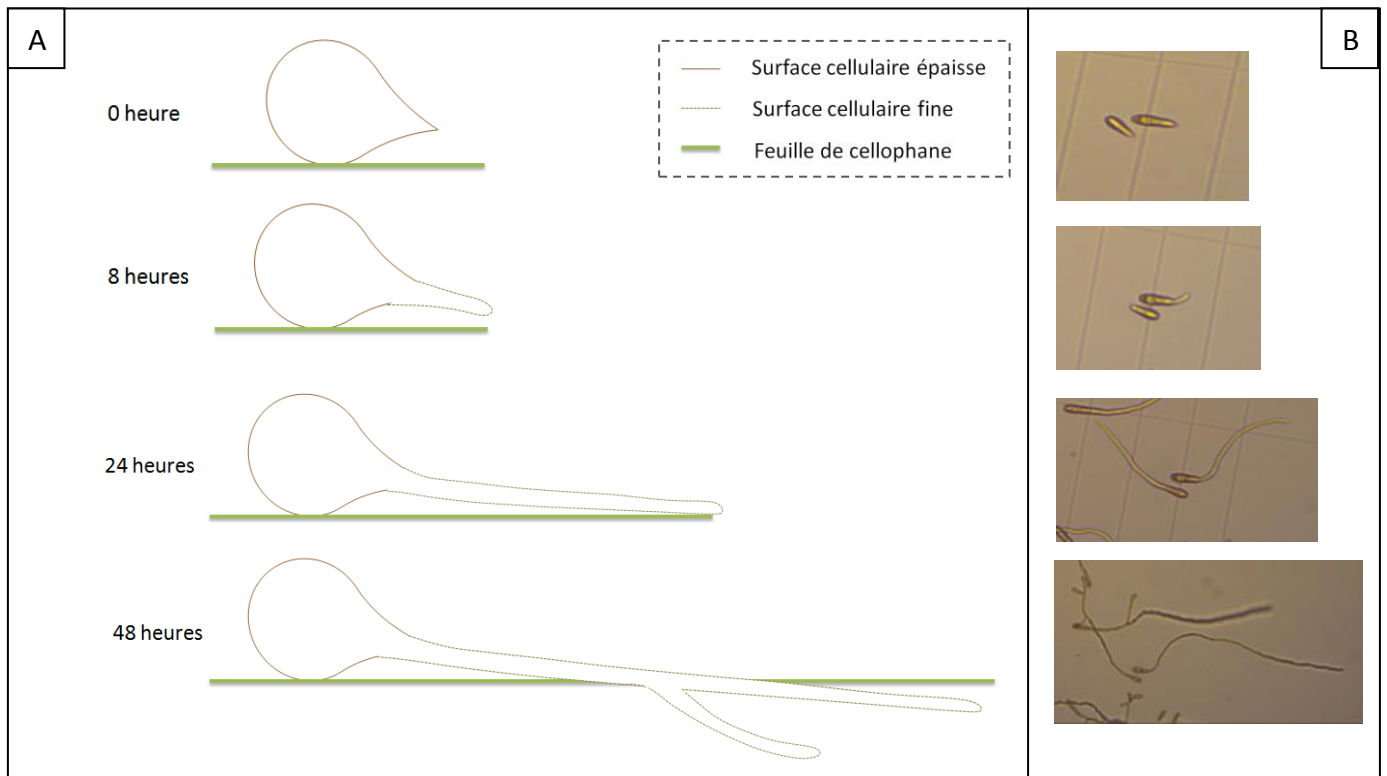 A
B
Surface cellulaire épaisse
Surface cellulaire fine
Feuille de cellophane
0 heure
8 heures
24 heures
48 heures